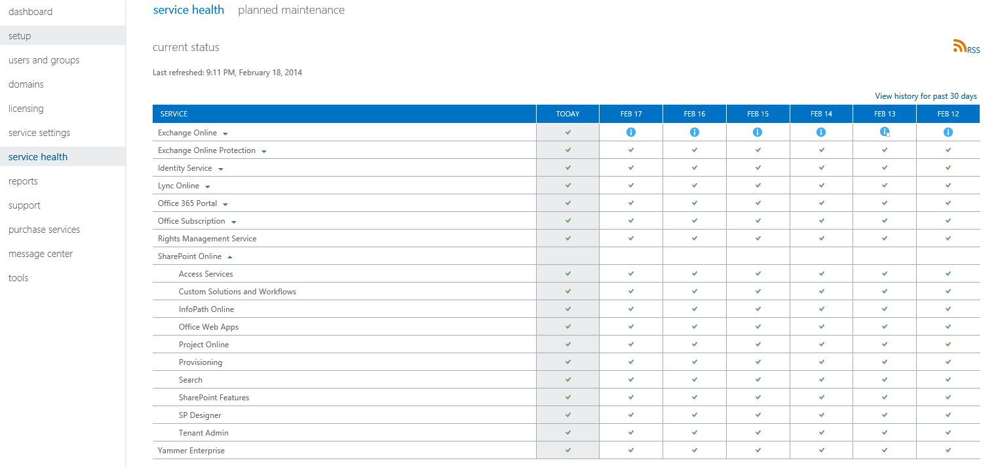 dashboard
setup
users and groups
domains
licensing
service settings
service health
reports
support
purchase services
message center
tools
service health planned maintenance
current status
RSS
Last refreshed: 9:11 PM, February 18, 2014
View history for past 30 days
SERVICE TODAY FEB 17 FEB 16 FEB 15 FEB 14 FEB 13 FEB 12
Exchange Online
Exchange Online Protection
Identity Service
Lync Online
Office 365 Portal
Office Subscription
Rights Management Service
SharePoint Online
Access Services
Custom Solutions and Workflows
InfoPath Online
Office Web Apps
Project Online
Provisioning
Search
SharePoint Features
SP Designer
Tenant Admin
Yammer Enterprise